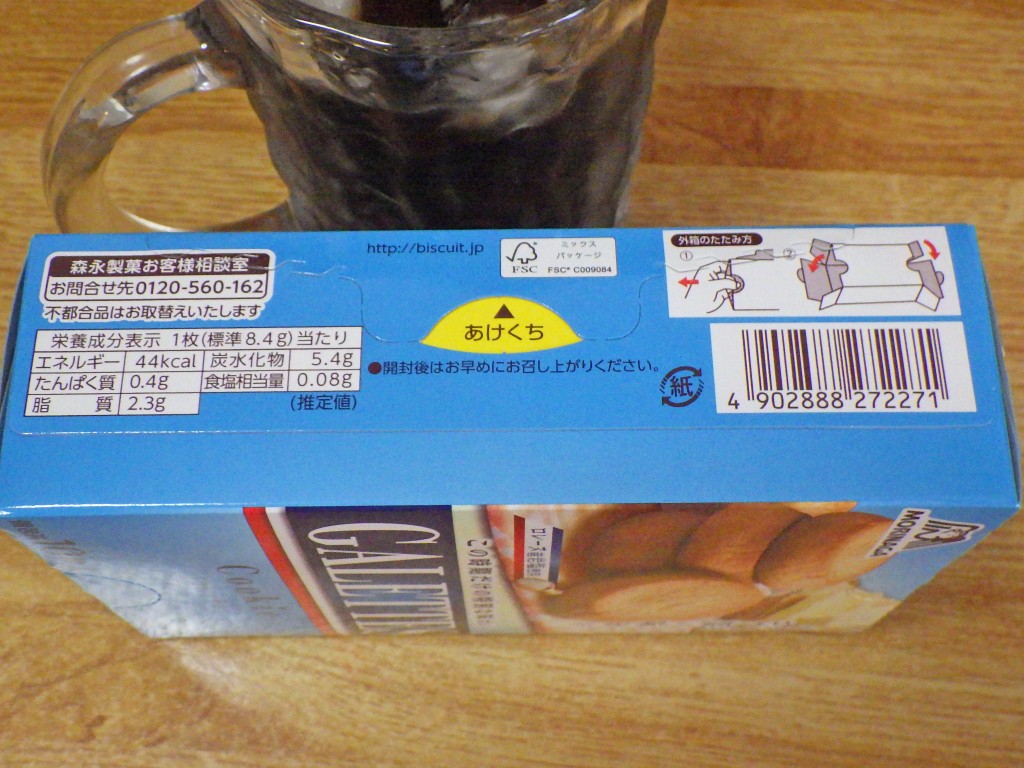 森永製菓お客様相談室
お問合せ先0120-560-162
不都合品はお取替えいたします
栄養成分表示 1枚(標準8.4g)当たり
エネルギー 44kcal 炭水化物 5.4g
たんぱく質 0.4g 食塩相当量 0.08g
脂 質 2.3g (推定値)
http://biscuit.jp
FSC
ミックス
パッケージ
FSC® C009084
あけくち
●開封後はお早めにお召し上がりください。
紙
外箱のたたみ方
① ②
4 902888 272271
MORINAGA
Cookie